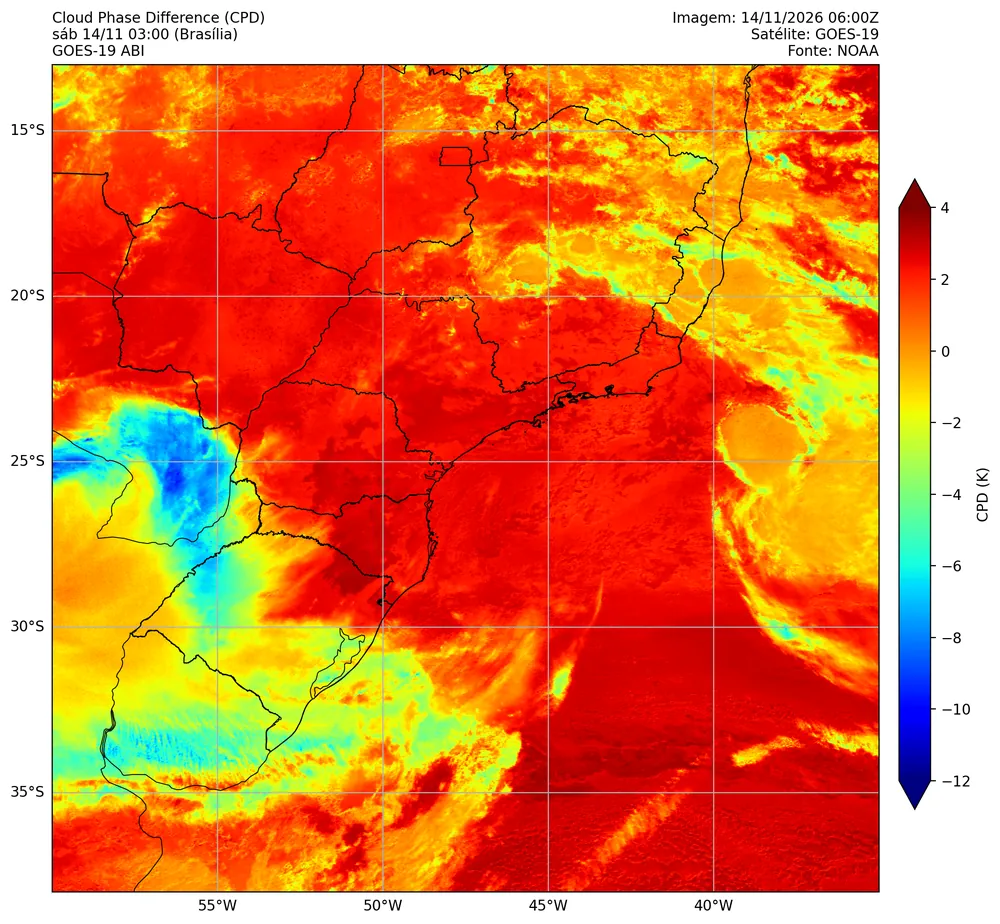 Cloud Phase Difference (CPD)
sáb 14/11 03:00 (Brasília)
GOES-19 ABI
Imagem: 14/11/2026 06:00Z
Satélite: GOES-19
Fonte: NOAA
15°S
20°S
25°S
30°S
35°S
55°W
50°W
45°W
40°W
4
2
0
−2
−4
−6
−8
−10
−12
CPD (K)